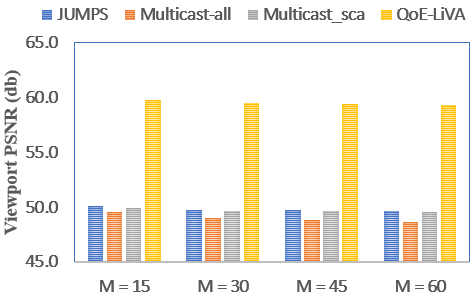 JUMPS Multicast-all Multicast_sca QoE-LiVA
Viewport PSNR (db)
65.0
60.0
55.0
50.0
45.0
M = 15 M = 30 M = 45 M = 60